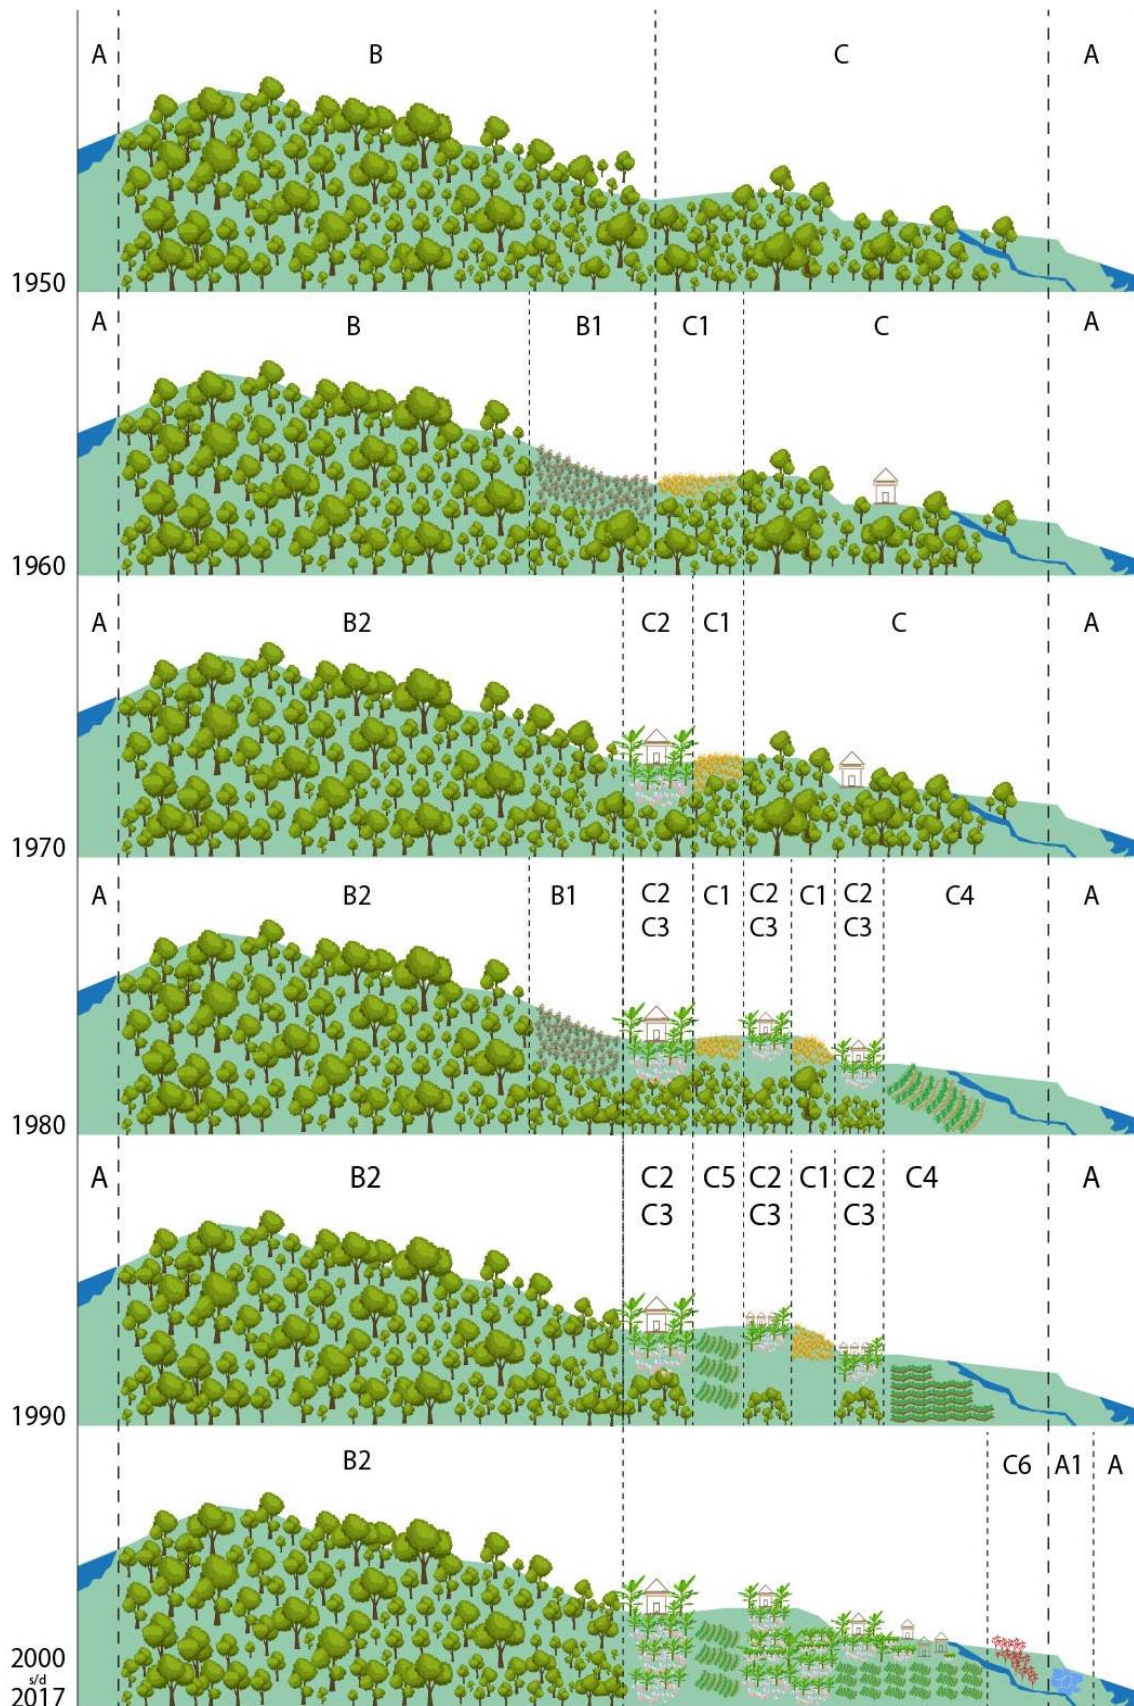 A B C A
1950
A B B1 C1 C A
1960
A B2 C2 C1 C A
1970
A B2 B1 C2 C1 C2 C1 C2 C4 A
C3 C3 C3
1980
A B2 C2 C5 C2 C1 C2 C4 A
C3 C3 C3
1990
B2 C6 A1 A
2000
s/d
2017